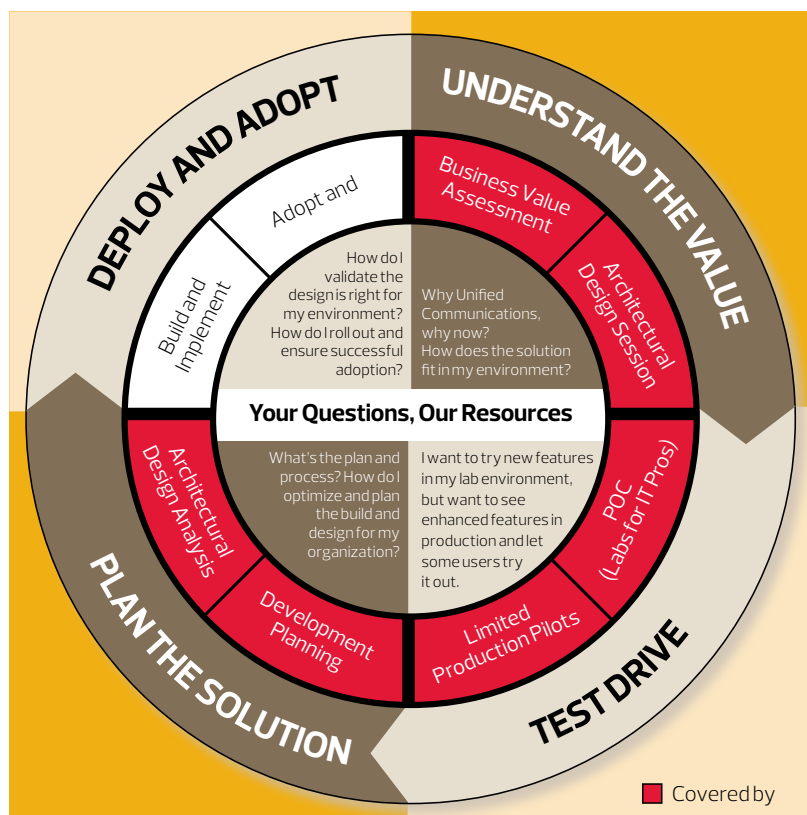 UNDERSTAND THE VALUE
Business Value
Assessment
Architectural
Design Session
Why Unified
Communications,
why now?
How does the solution
fit in my environment?
TEST DRIVE
POC
(Labs for IT Pros)
Limited
Production Pilots
I want to try new features
in my lab environment,
but want to see
enhanced features in
production and let
some users try
it out.
PLAN THE SOLUTION
Development
Planning
Architectural
Design Analysis
What's the plan and
process? How do I
optimize and plan
the build and
design for my
organization?
DEPLOY AND ADOPT
Build and
Implement
Adopt and
How do I
validate the
design is right for
my environment?
How do I roll out and
ensure successful
adoption?
Your Questions, Our Resources
Covered by